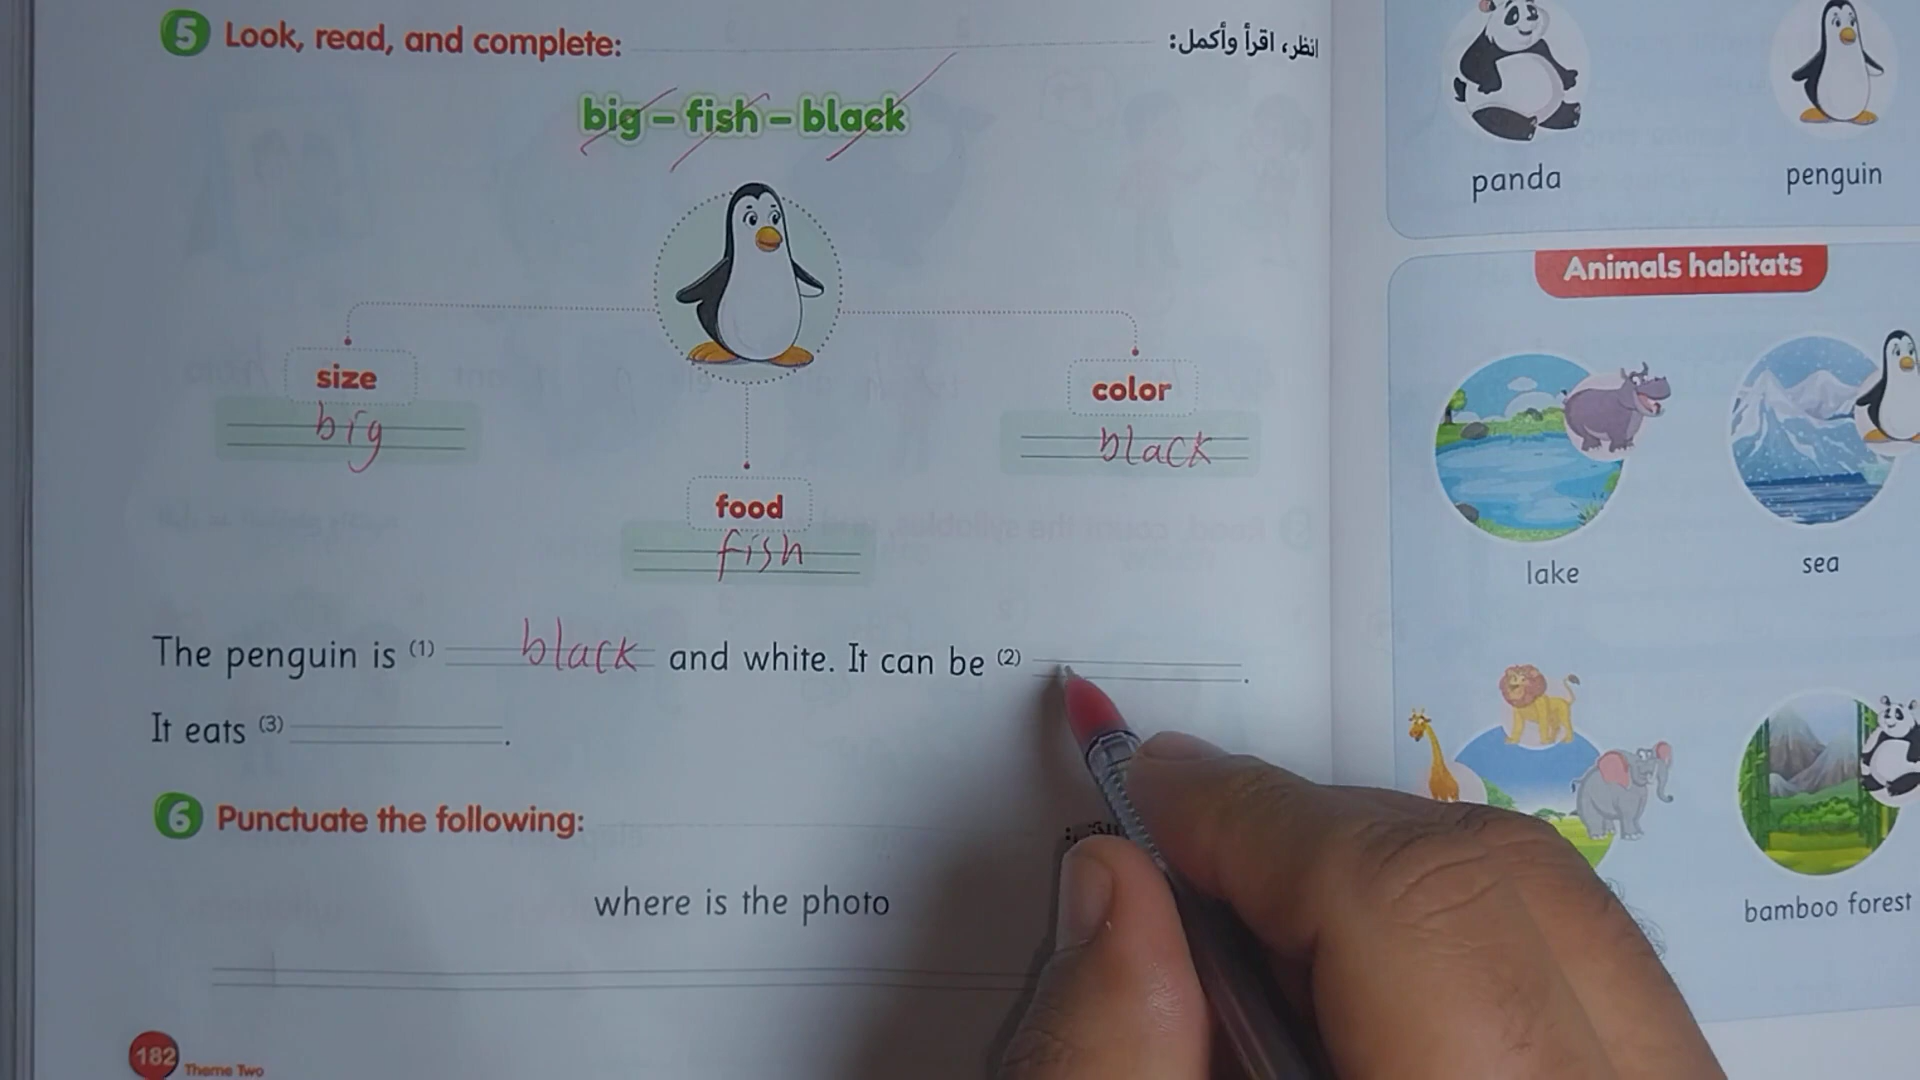 5 Look, read, and complete: انظر، اقرأ وأكمل:
big – fish – black
size
big
color
black
food
fish
The penguin is (1) black and white. It can be (2) .
It eats (3) .
6 Punctuate the following:
where is the photo
182 Theme Two
panda penguin
Animals habitats
lake sea
bamboo forest